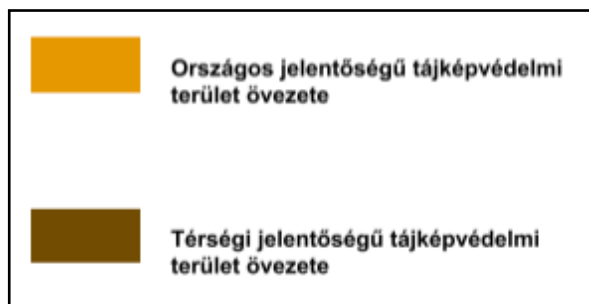 Országos jelentőségű tájképvédelmi
terület övezete
Térségi jelentőségű tájképvédelmi
terület övezete